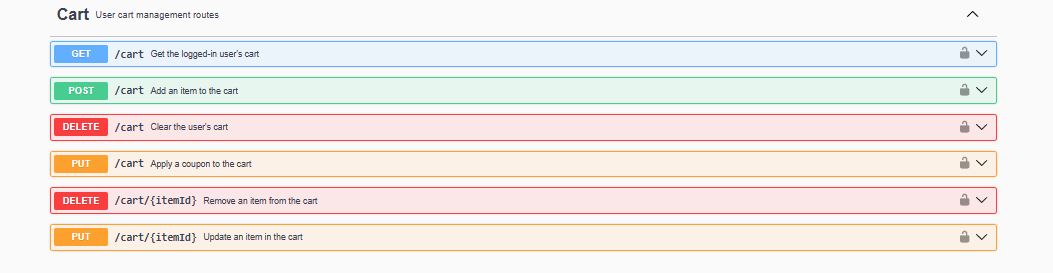 Cart User cart management routes
GET /cart Get the logged-in user's cart
POST /cart Add an item to the cart
DELETE /cart Clear the user's cart
PUT /cart Apply a coupon to the cart
DELETE /cart/{itemId} Remove an item from the cart
PUT /cart/{itemId} Update an item in the cart